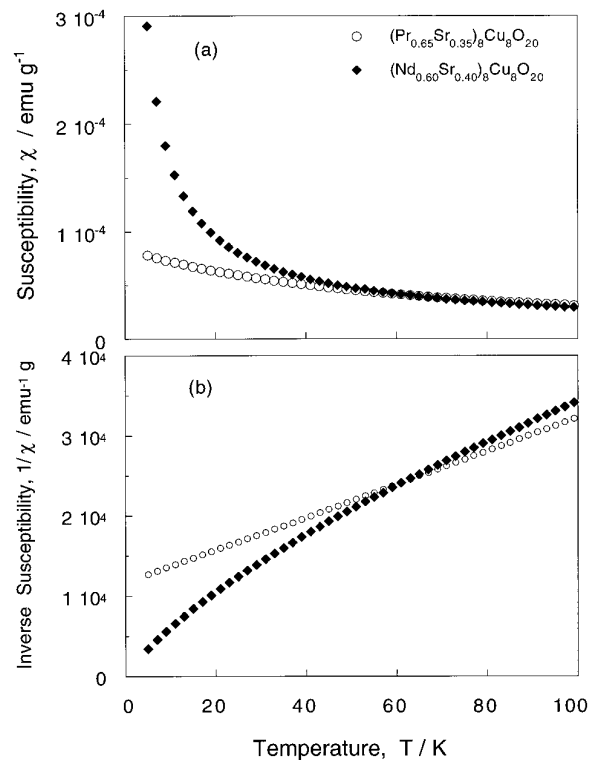 3 10⁻⁴
2 10⁻⁴
1 10⁻⁴
0
Susceptibility, χ / emu g⁻¹
(a)
(Pr₀.₆₅Sr₀.₃₅)₈Cu₈O₂₀
(Nd₀.₆₀Sr₀.₄₀)₈Cu₈O₂₀
4 10⁴
3 10⁴
2 10⁴
1 10⁴
0
Inverse Susceptibility, 1/χ / emu⁻¹ g
(b)
0 20 40 60 80 100
Temperature, T / K